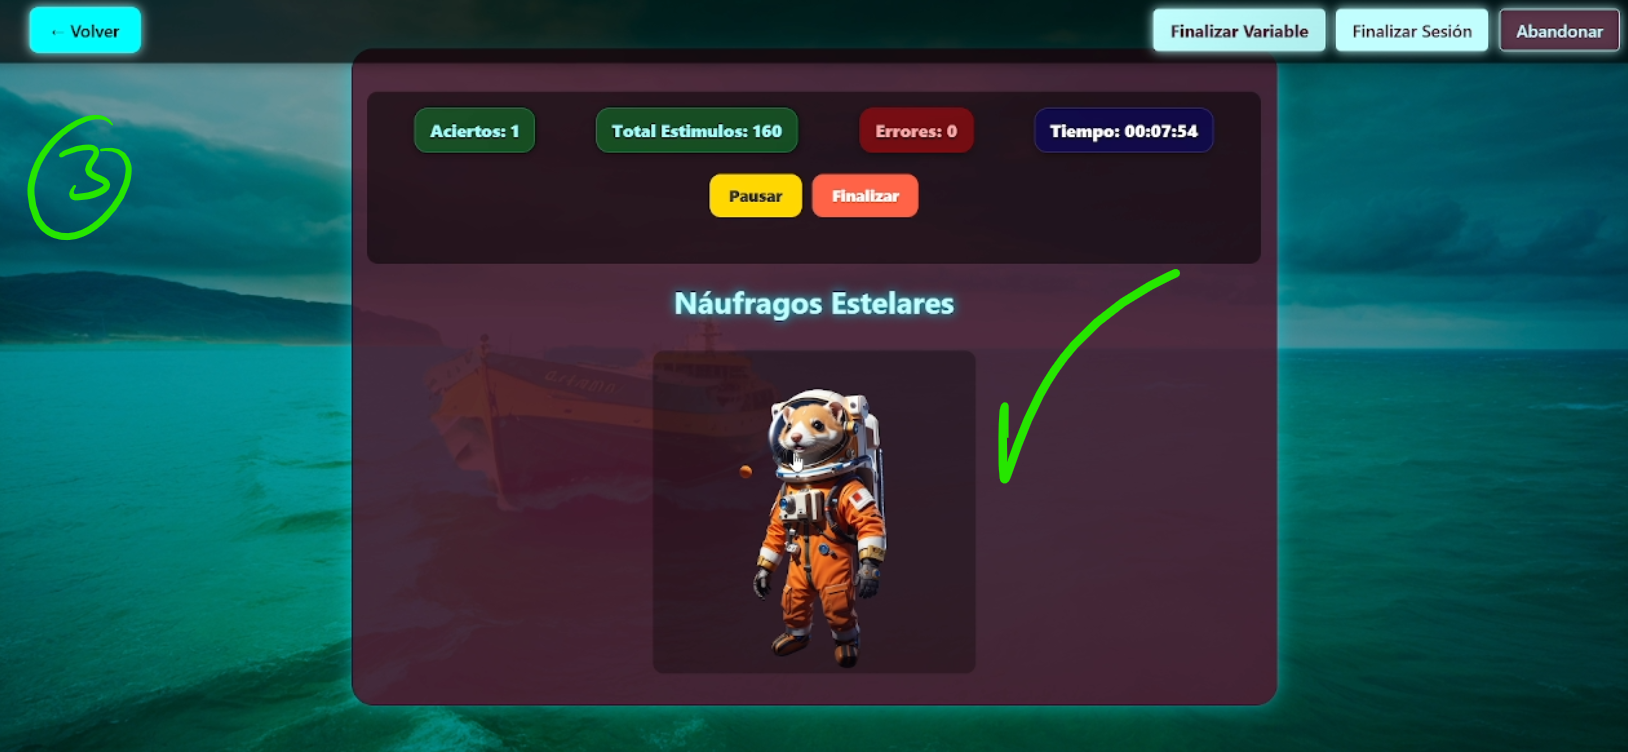 ← Volver
Finalizar Variable
Finalizar Sesión
Abandonar
3
Aciertos: 1
Total Estimulos: 160
Errores: 0
Tiempo: 00:07:54
Pausar
Finalizar
Náufragos Estelares